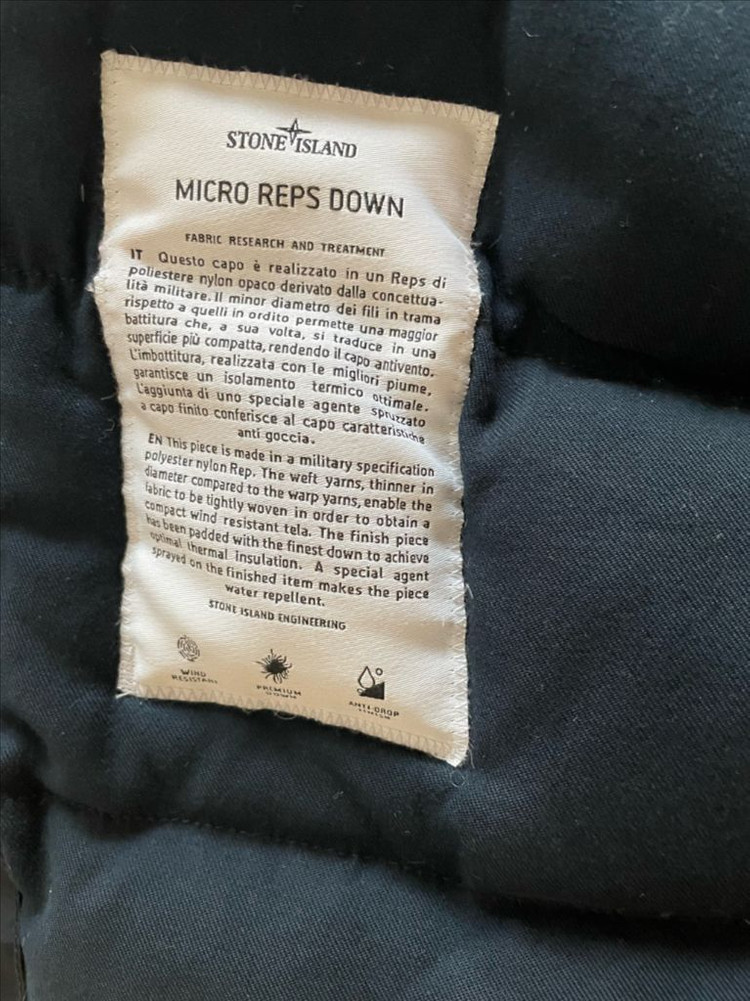 STONE ISLAND
MICRO REPS DOWN
FABRIC RESEARCH AND TREATMENT
IT Questo capo è realizzato in un Reps di
poliestere nylon opaco derivato dalla concettua-
lità militare. Il minor diametro dei fili in trama
rispetto a quelli in ordito permette una maggior
battitura che, a sua volta, si traduce in una
superficie più compatta, rendendo il capo antivento.
L'imbottitura, realizzata con le migliori piume,
garantisce un isolamento termico ottimale.
L'aggiunta di uno speciale agente spruzzato
a capo finito conferisce al capo caratteristiche
anti goccia.
EN This piece is made in a military specification
polyester nylon Rep. The weft yarns, thinner in
diameter compared to the warp yarns, enable the
fabric to be tightly woven in order to obtain a
compact wind resistant tela. The finish piece
has been padded with the finest down to achieve
optimal thermal insulation. A special agent
sprayed on the finished item makes the piece
water repellent.
STONE ISLAND ENGINEERING
WIND
RESISTANT
PREMIUM
DOWN
ANTI-DROP
FINISH